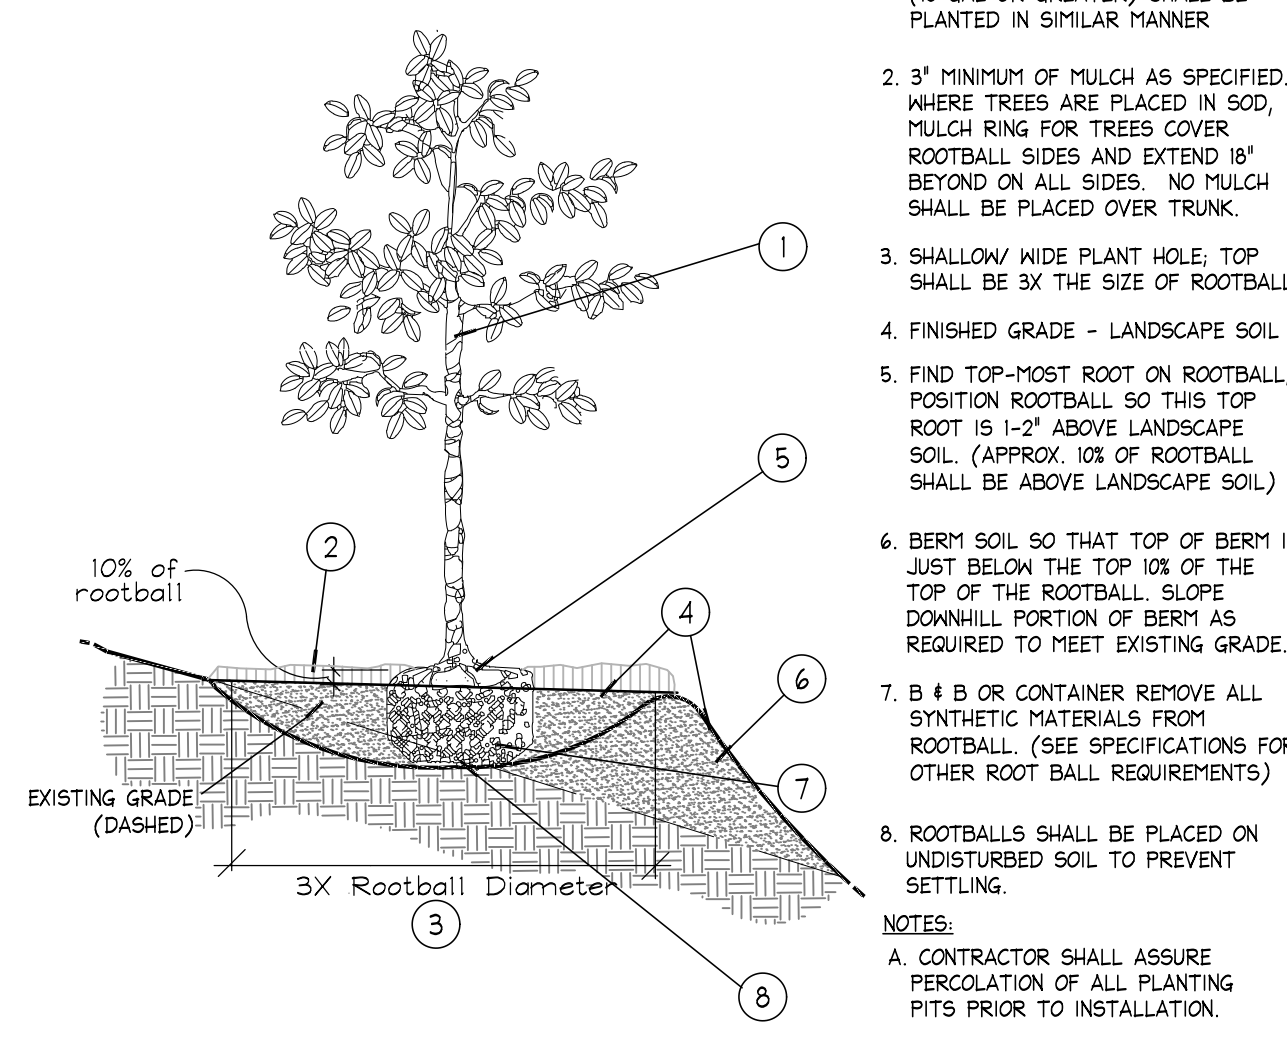 PLANTED IN SIMILAR MANNER
2. 3" MINIMUM OF MULCH AS SPECIFIED.
WHERE TREES ARE PLACED IN SOD,
MULCH RING FOR TREES COVER
ROOTBALL SIDES AND EXTEND 18"
BEYOND ON ALL SIDES. NO MULCH
SHALL BE PLACED OVER TRUNK.
3. SHALLOW/ WIDE PLANT HOLE; TOP
SHALL BE 3X THE SIZE OF ROOTBALL
4. FINISHED GRADE - LANDSCAPE SOIL
5. FIND TOP-MOST ROOT ON ROOTBALL,
POSITION ROOTBALL SO THIS TOP
ROOT IS 1-2" ABOVE LANDSCAPE
SOIL. (APPROX. 10% OF ROOTBALL
SHALL BE ABOVE LANDSCAPE SOIL)
6. BERM SOIL SO THAT TOP OF BERM
JUST BELOW THE TOP 10% OF THE
TOP OF THE ROOTBALL. SLOPE
DOWNHILL PORTION OF BERM AS
REQUIRED TO MEET EXISTING GRADE.
7. B & B OR CONTAINER REMOVE ALL
SYNTHETIC MATERIALS FROM
ROOTBALL. (SEE SPECIFICATIONS FOR
OTHER ROOT BALL REQUIREMENTS)
8. ROOTBALLS SHALL BE PLACED ON
UNDISTURBED SOIL TO PREVENT
SETTLING.
NOTES:
A. CONTRACTOR SHALL ASSURE
PERCOLATION OF ALL PLANTING
PITS PRIOR TO INSTALLATION.
1
5
2
10% of
rootball
4
6
7
EXISTING GRADE
(DASHED)
3X Rootball Diameter
3
8